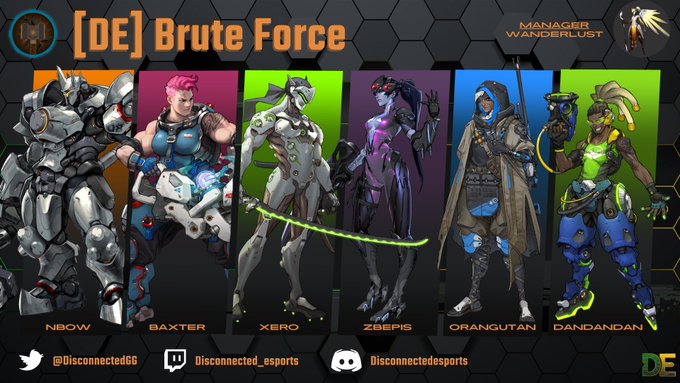 [DE] Brute Force
MANAGER
WANDERLUST
NBOW
BAXTER
XERO
ZBEPIS
ORANGUTAN
DANDANDAN
@DisconnectedGG
Disconnected_esports
Disconnectedesports
DE